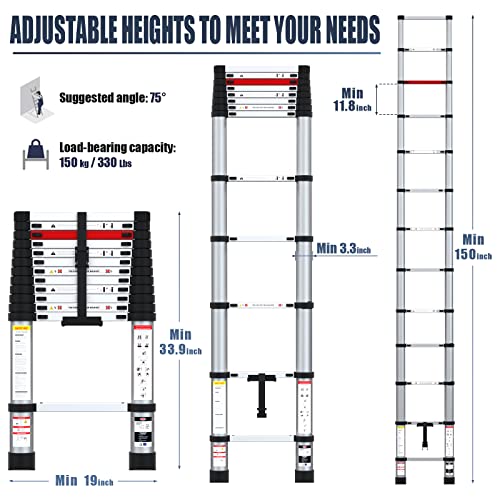 ADJUSTABLE HEIGHTS TO MEET YOUR NEEDS
Suggested angle: 75°
Load-bearing capacity:
150 kg / 330 Lbs
Min
11.8inch
Min 3.3inch
Min
150inch
Min
33.9inch
Min 19inch